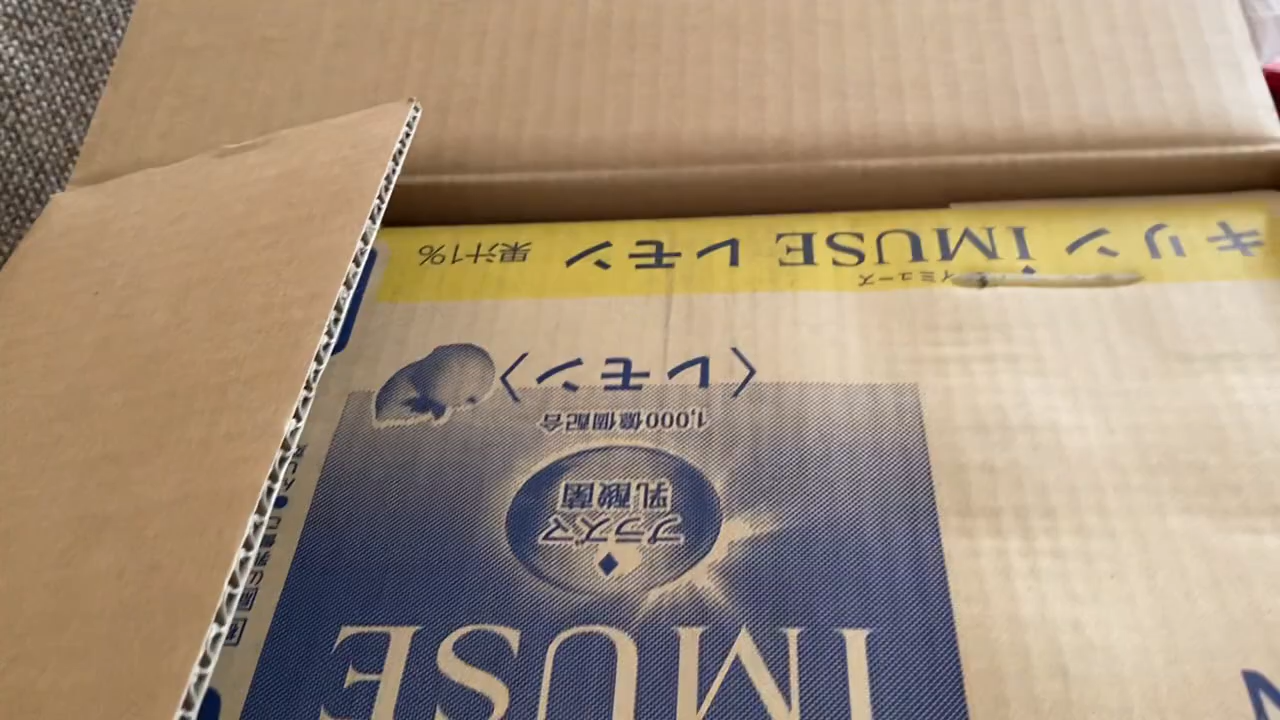 iMUSE
プラズマ
乳酸菌
1,000億個配合
〈レモン〉
イミューズ
キリン iMUSE レモン 果汁1%